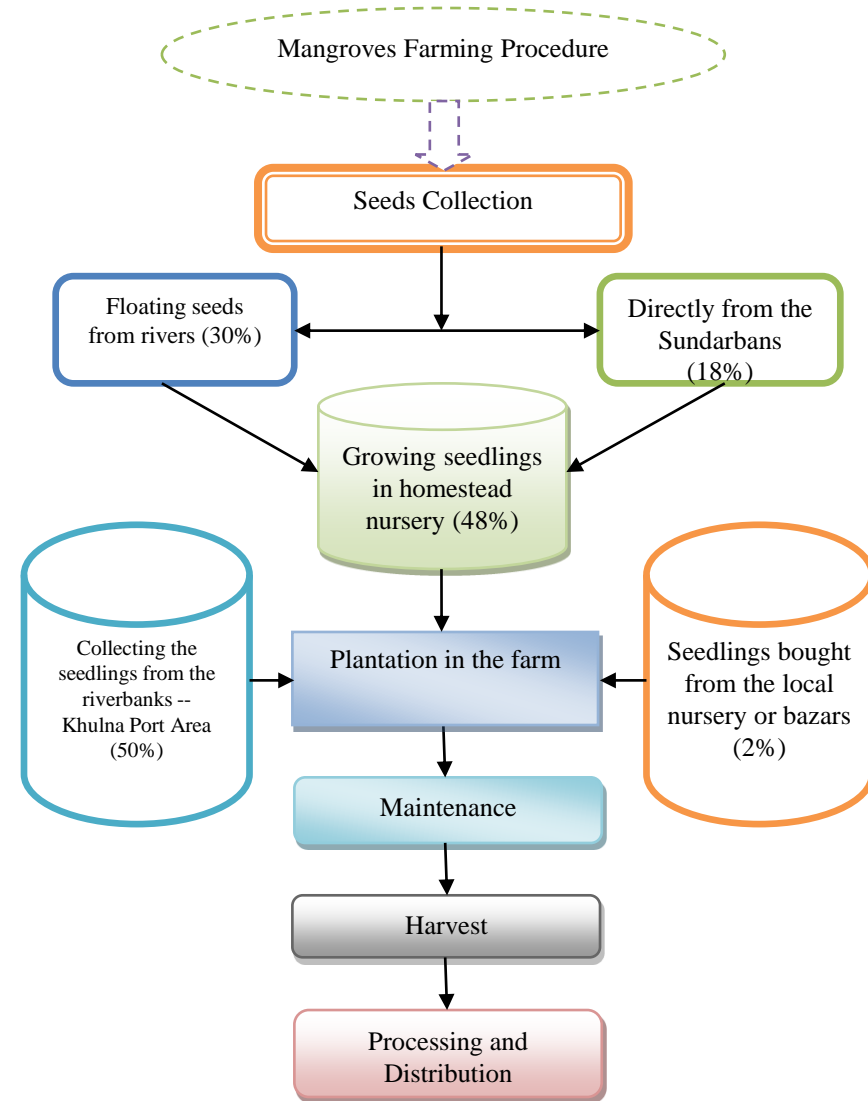 Mangroves Farming Procedure
Seeds Collection
Floating seeds
from rivers (30%)
Directly from the
Sundarbans
(18%)
Growing seedlings
in homestead
nursery (48%)
Collecting the
seedlings from the
riverbanks --
Khulna Port Area
(50%)
Plantation in the farm
Seedlings bought
from the local
nursery or bazars
(2%)
Maintenance
Harvest
Processing and
Distribution